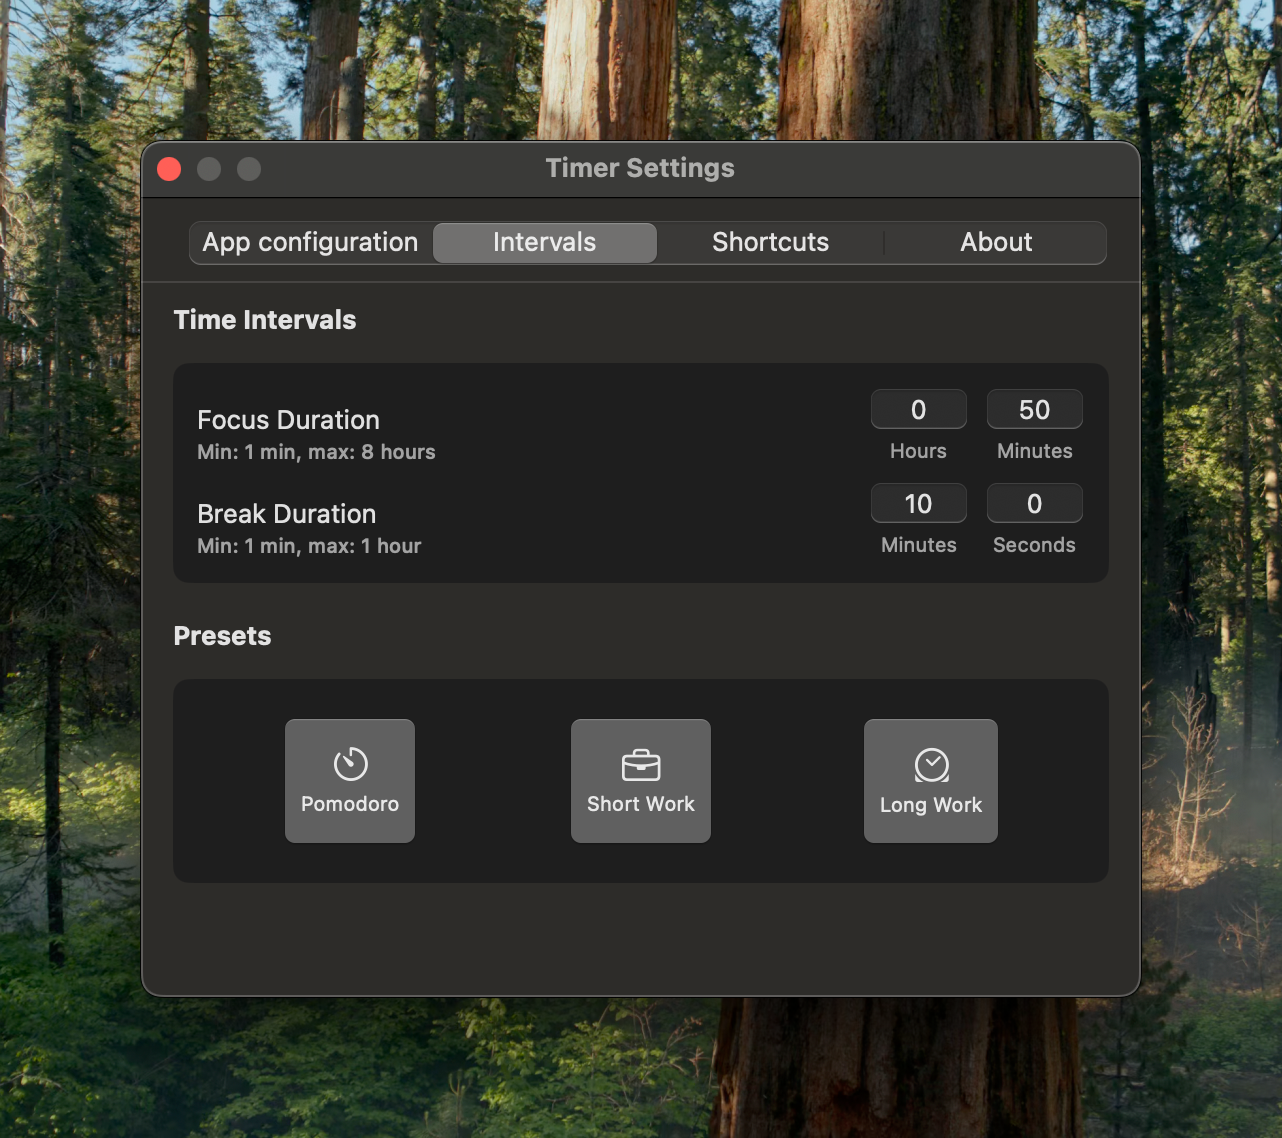 Timer Settings
App configuration Intervals Shortcuts About
Time Intervals
Focus Duration 0 50
Min: 1 min, max: 8 hours Hours Minutes
Break Duration 10 0
Min: 1 min, max: 1 hour Minutes Seconds
Presets
Pomodoro Short Work Long Work